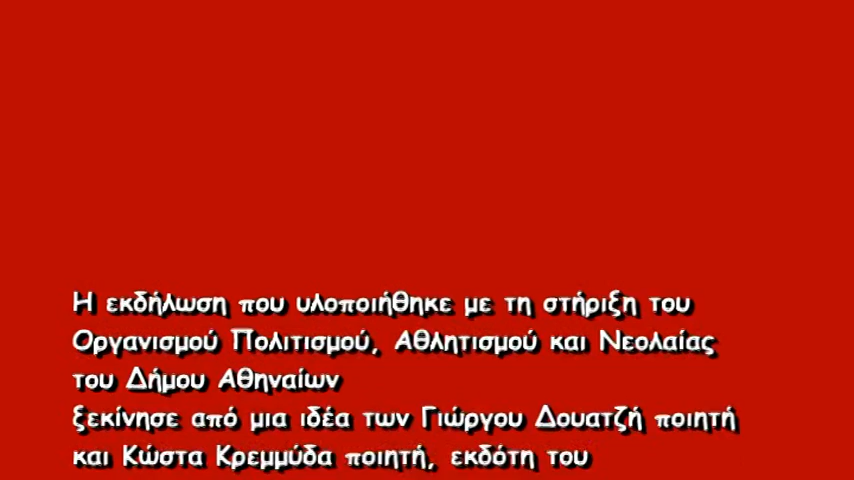 Η εκδήλωση που υλοποιήθηκε με τη στήριξη του
Οργανισμού Πολιτισμού, Αθλητισμού και Νεολαίας
του Δήμου Αθηναίων
ξεκίνησε από μια ιδέα των Γιώργου Δουατζή ποιητή
και Κώστα Κρεμμύδα ποιητή, εκδότη του